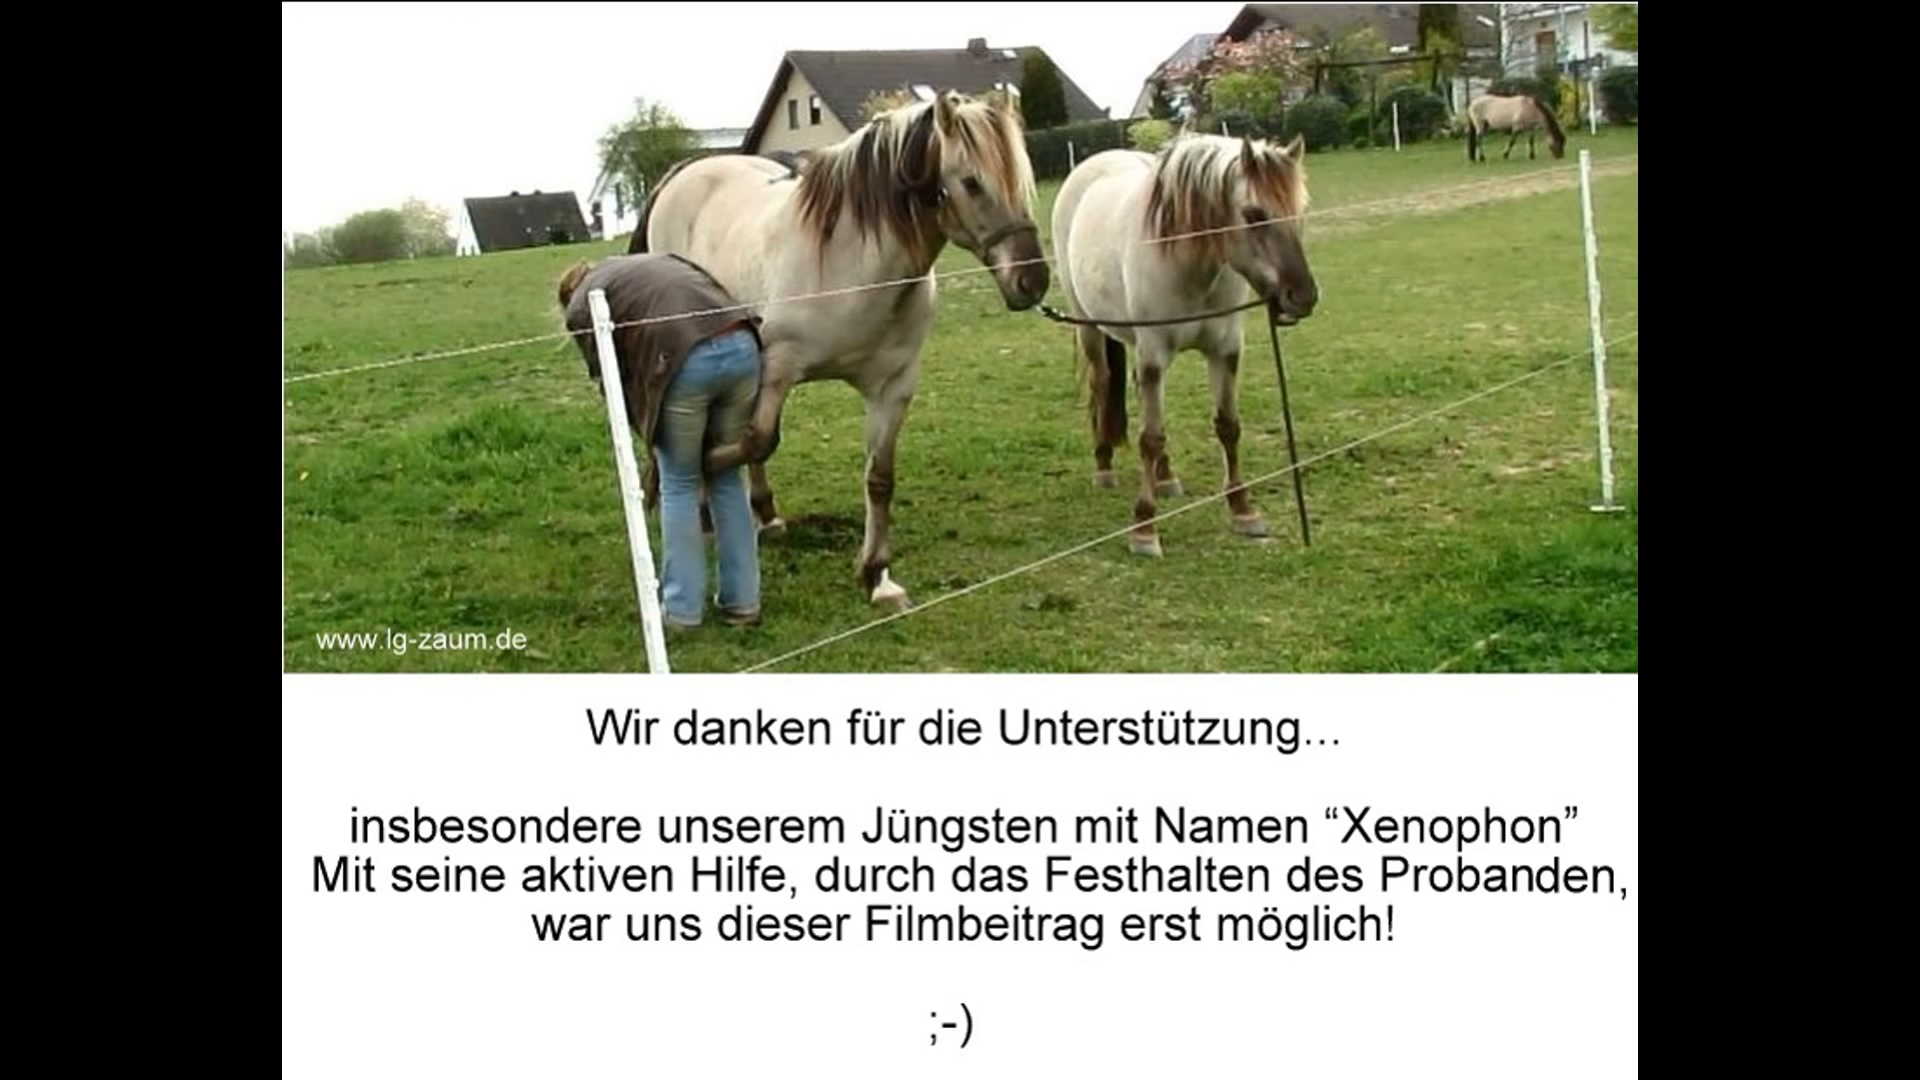 www.lg-zaum.de
Wir danken für die Unterstützung...
insbesondere unserem Jüngsten mit Namen “Xenophon”
Mit seine aktiven Hilfe, durch das Festhalten des Probanden,
war uns dieser Filmbeitrag erst möglich!
;-)